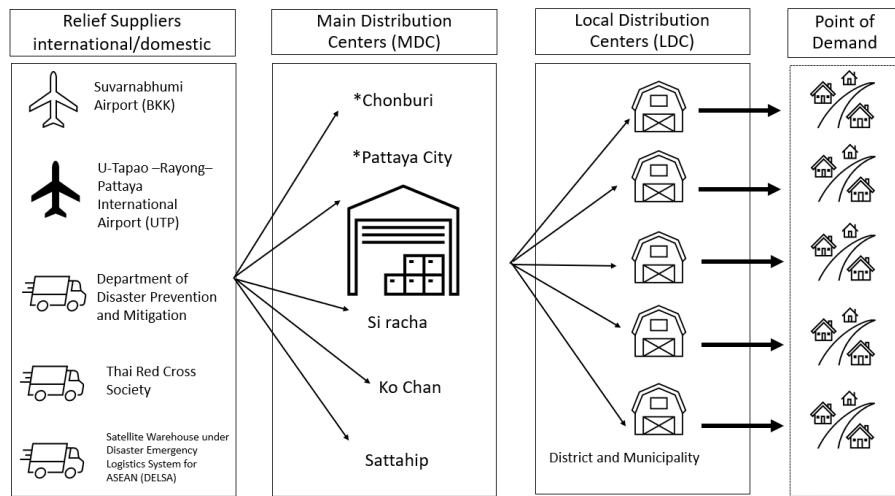 Relief Suppliers
international/domestic
Main Distribution
Centers (MDC)
Local Distribution
Centers (LDC)
Point of
Demand
Suvarnabhumi
Airport (BKK)
U-Tapao –Rayong–
Pattaya
International
Airport (UTP)
Department of
Disaster Prevention
and Mitigation
Thai Red Cross
Society
Satellite Warehouse under
Disaster Emergency
Logistics System for
ASEAN (DELSA)
*Chonburi
*Pattaya City
Si racha
Ko Chan
Sattahip
District and Municipality